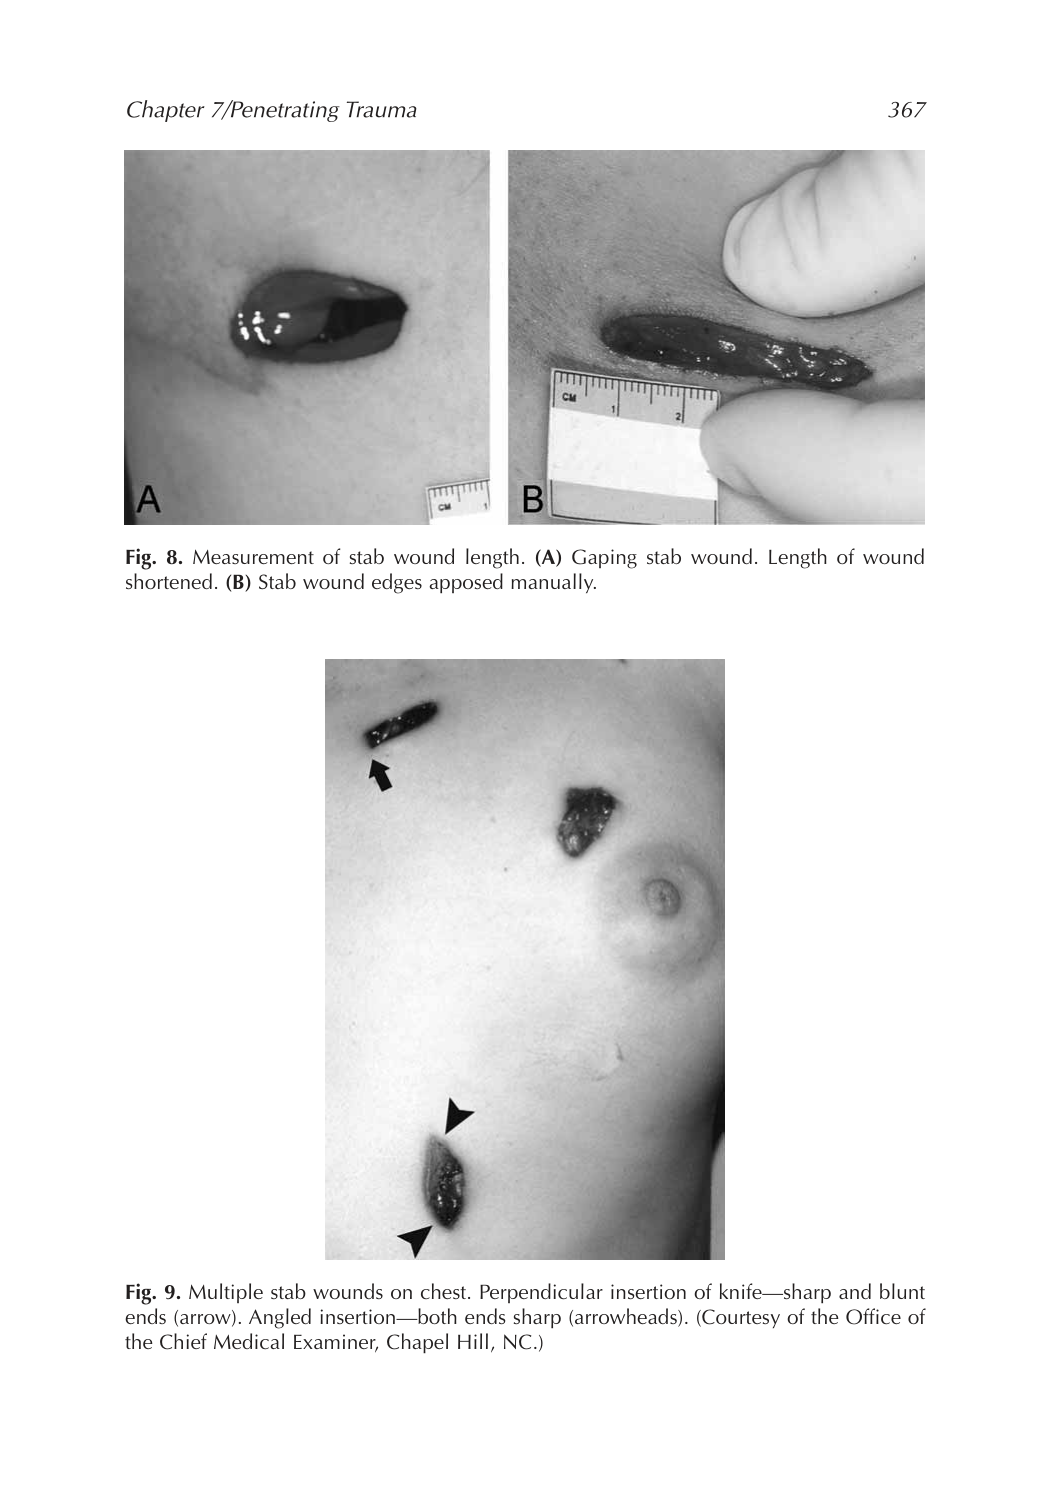 Chapter 7/Penetrating Trauma 367
A
CM
1
B
CM
1
2
Fig. 8. Measurement of stab wound length. (A) Gaping stab wound. Length of wound
shortened. (B) Stab wound edges apposed manually.
Fig. 9. Multiple stab wounds on chest. Perpendicular insertion of knife—sharp and blunt
ends (arrow). Angled insertion—both ends sharp (arrowheads). (Courtesy of the Office of
the Chief Medical Examiner, Chapel Hill, NC.)